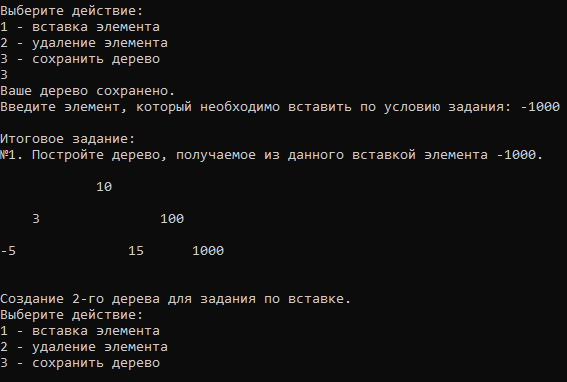 Выберите действие:
1 - вставка элемента
2 - удаление элемента
3 - сохранить дерево
3
Ваше дерево сохранено.
Введите элемент, который необходимо вставить по условию задания: -1000
Итоговое задание:
№1. Постройте дерево, получаемое из данного вставкой элемента -1000.
10
3 100
-5 15 1000
Создание 2-го дерева для задания по вставке.
Выберите действие:
1 - вставка элемента
2 - удаление элемента
3 - сохранить дерево